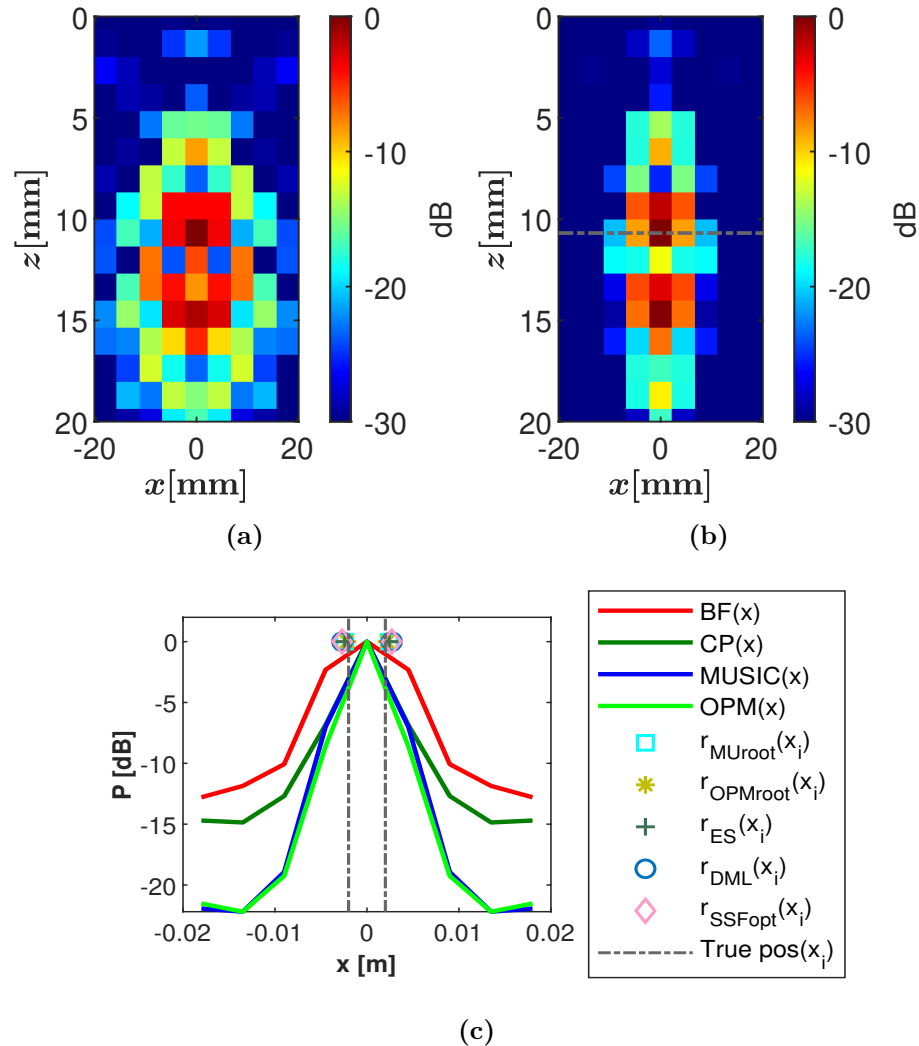 0
5
10
15
20
-20
0
20
z[mm]
x[mm]
0
-10
-20
-30
dB
(a)
0
5
10
15
20
-20
0
20
z[mm]
x[mm]
0
-10
-20
-30
dB
(b)
0
-5
-10
-15
-20
-0.02
-0.01
0
0.01
0.02
P [dB]
x [m]
BF(x)
CP(x)
MUSIC(x)
OPM(x)
r_MUroot(x_i)
r_OPMroot(x_i)
r_ES(x_i)
r_DML(x_i)
r_SSFopt(x_i)
True pos(x_i)
(c)